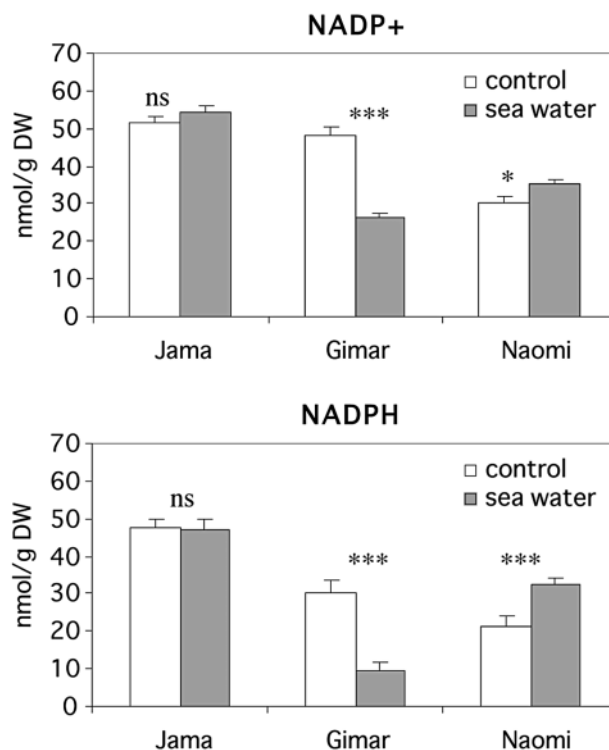 NADP+
70
60
50
40
30
20
10
0
nmol/g DW
control
sea water
ns
***
*
Jama Gimar Naomi
NADPH
70
60
50
40
30
20
10
0
nmol/g DW
control
sea water
ns
*** ***
Jama Gimar Naomi